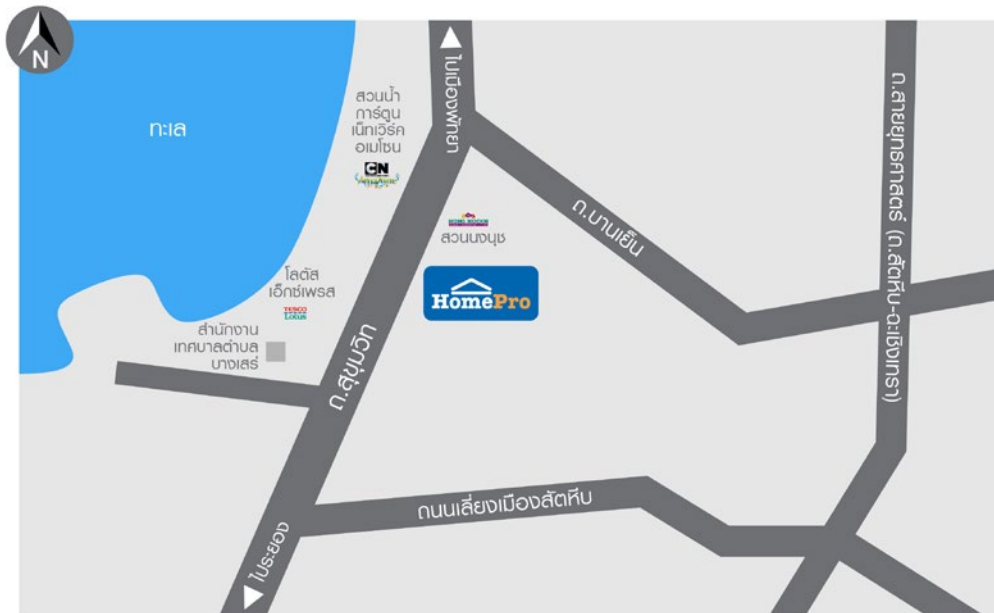 N
ทะเล
สวนน้ำ
การ์ตูน
เน็ทเวิร์ค
อเมโซน
CN
ไปเมืองพัทยา
ถ.สายยุทธศาสตร์ (ถ.สัตหีบ-ฉะเชิงเทรา)
ถ.บานเย็น
สวนนงนุช
HomePro
โลตัส
เอ็กซ์เพรส
TESCO
Lotus
สำนักงาน
เทศบาลตำบล
บางเสร่
ถ.สุขุมวิท
ถนนเลี่ยงเมืองสัตหีบ
ไประยอง